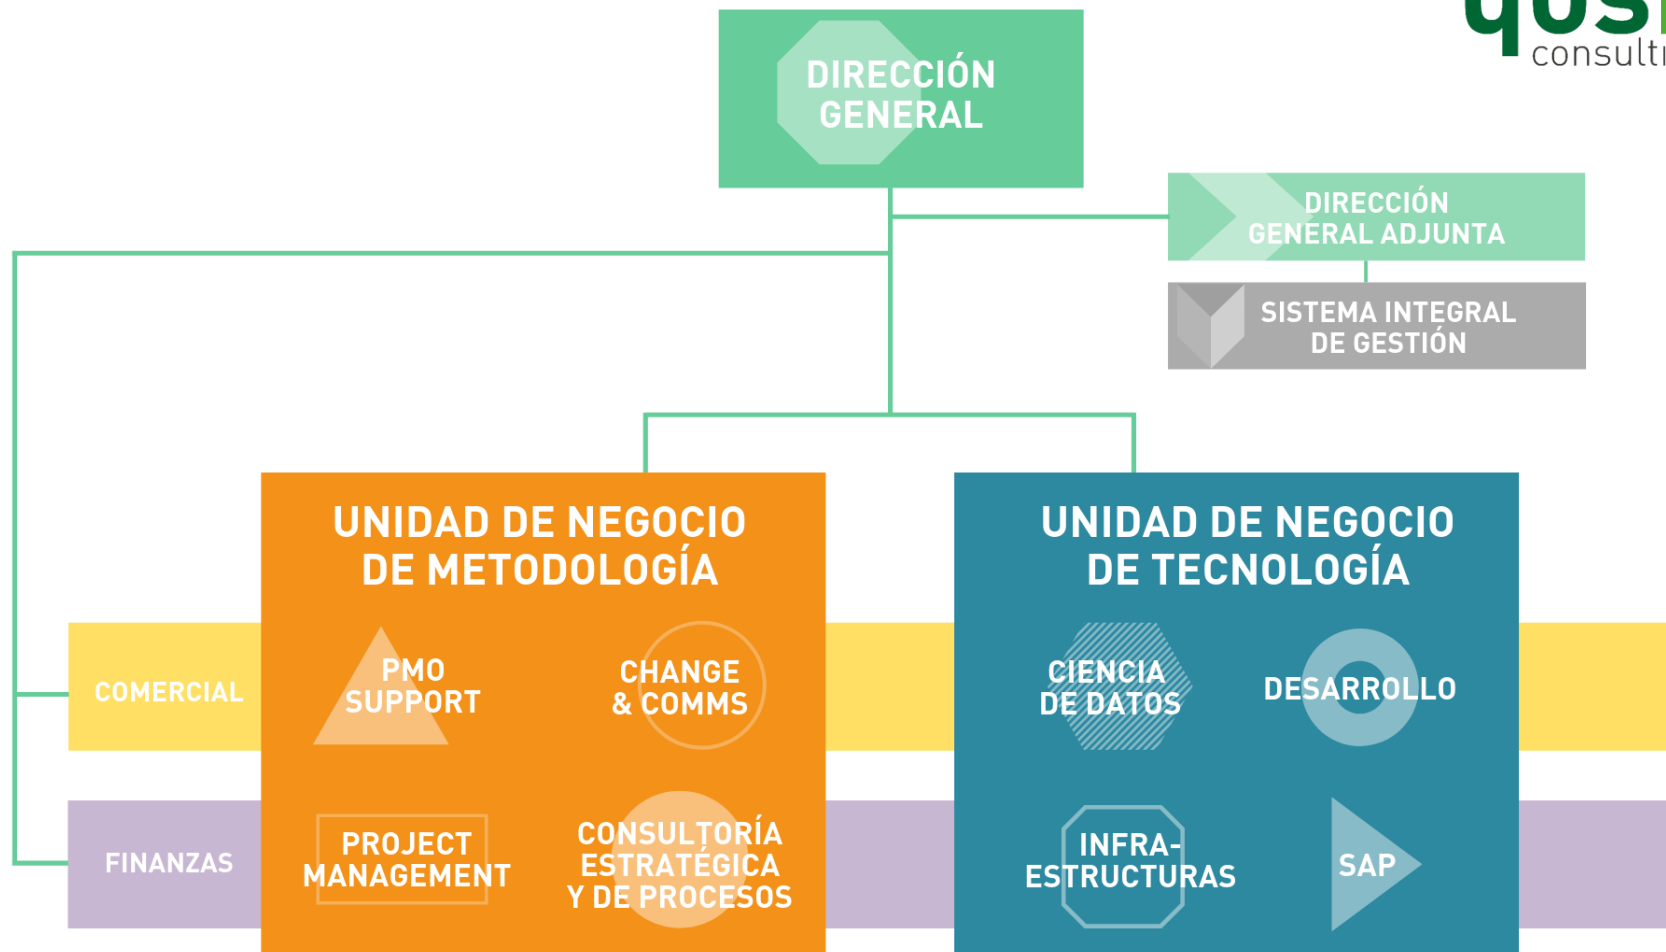 consulti
DIRECCIÓN
GENERAL
DIRECCIÓN
GENERAL ADJUNTA
SISTEMA INTEGRAL
DE GESTIÓN
UNIDAD DE NEGOCIO
DE METODOLOGÍA
UNIDAD DE NEGOCIO
DE TECNOLOGÍA
COMERCIAL
PMO
SUPPORT
CHANGE
& COMMS
CIENCIA
DE DATOS
DESARROLLO
FINANZAS
PROJECT
MANAGEMENT
CONSULTORÍA
ESTRATÉGICA
Y DE PROCESOS
INFRA-
ESTRUCTURAS
SAP